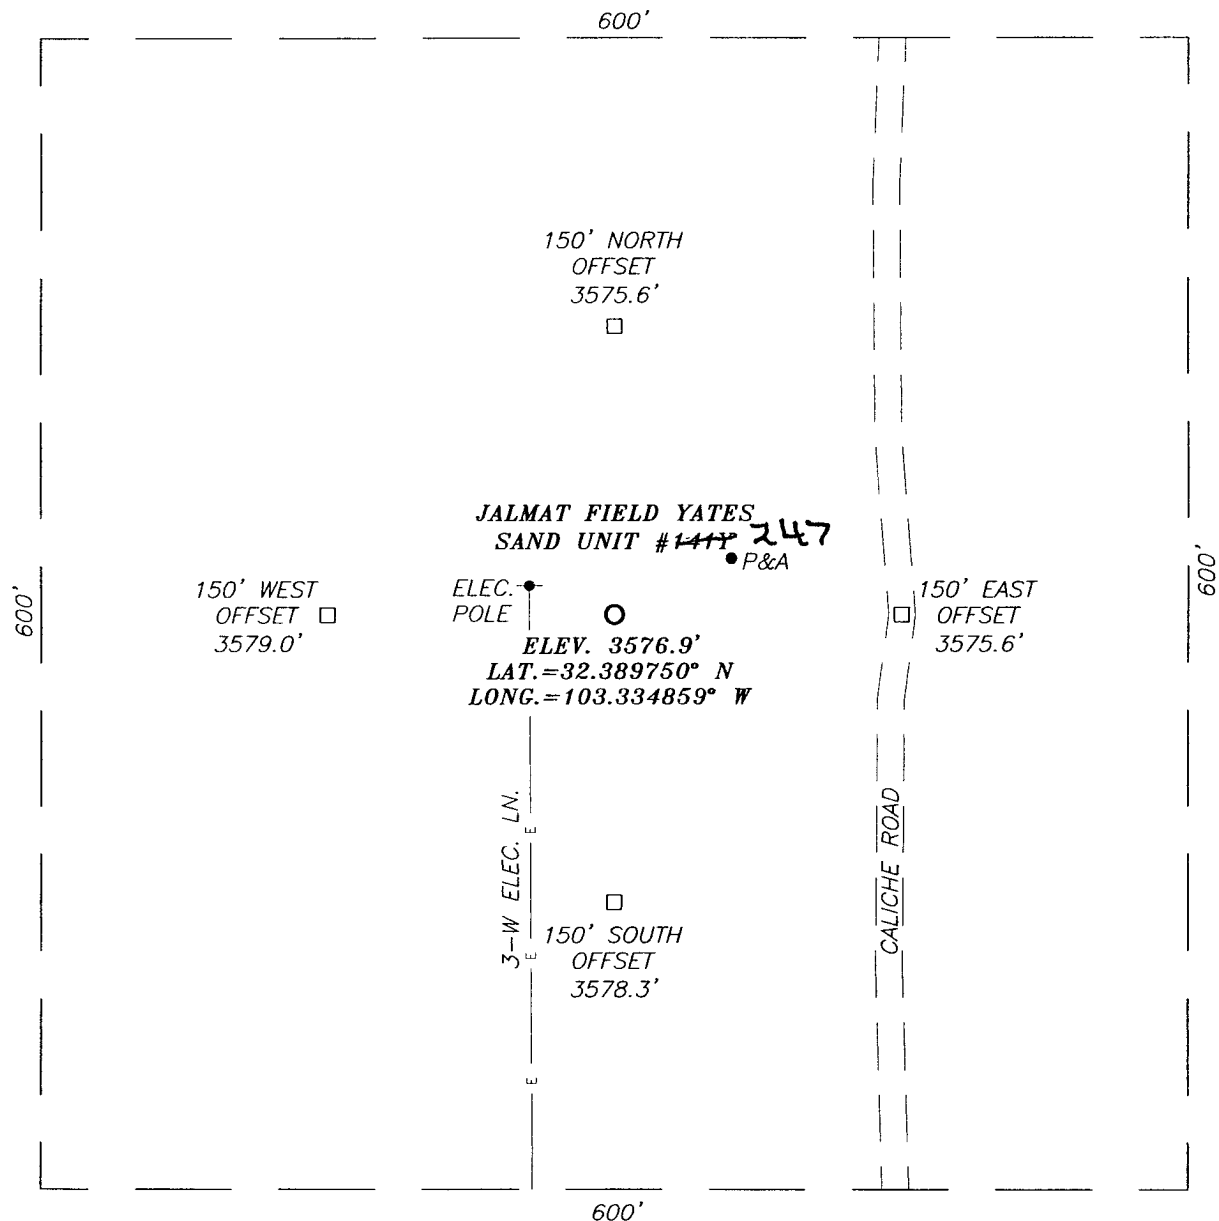 600'
150' NORTH
OFFSET
3575.6'
JALMAT FIELD YATES
SAND UNIT #141Y 247
P&A
150' WEST
OFFSET
3579.0'
ELEC.
POLE
150' EAST
OFFSET
3575.6'
600'
600'
ELEV. 3576.9'
LAT.=32.389750° N
LONG.=103.334859° W
3-W ELEC. LN.
E
E
E
CALICHE ROAD
150' SOUTH
OFFSET
3578.3'
600'